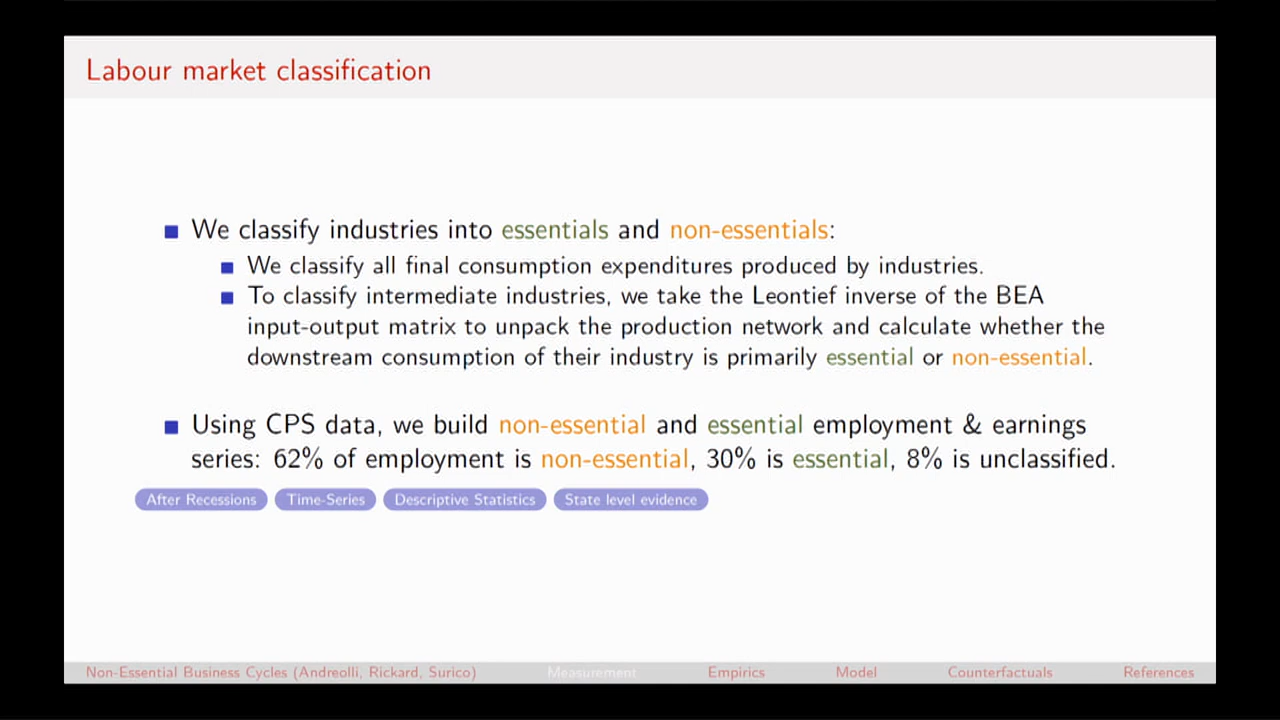 Labour market classification
We classify industries into essentials and non-essentials:
We classify all final consumption expenditures produced by industries.
To classify intermediate industries, we take the Leontief inverse of the BEA
input-output matrix to unpack the production network and calculate whether the
downstream consumption of their industry is primarily essential or non-essential.
Using CPS data, we build non-essential and essential employment & earnings
series: 62% of employment is non-essential, 30% is essential, 8% is unclassified.
After Recessions Time-Series Descriptive Statistics State level evidence
Non-Essential Business Cycles (Andreolli, Rickard, Surico) Measurement Empirics Model Counterfactuals References